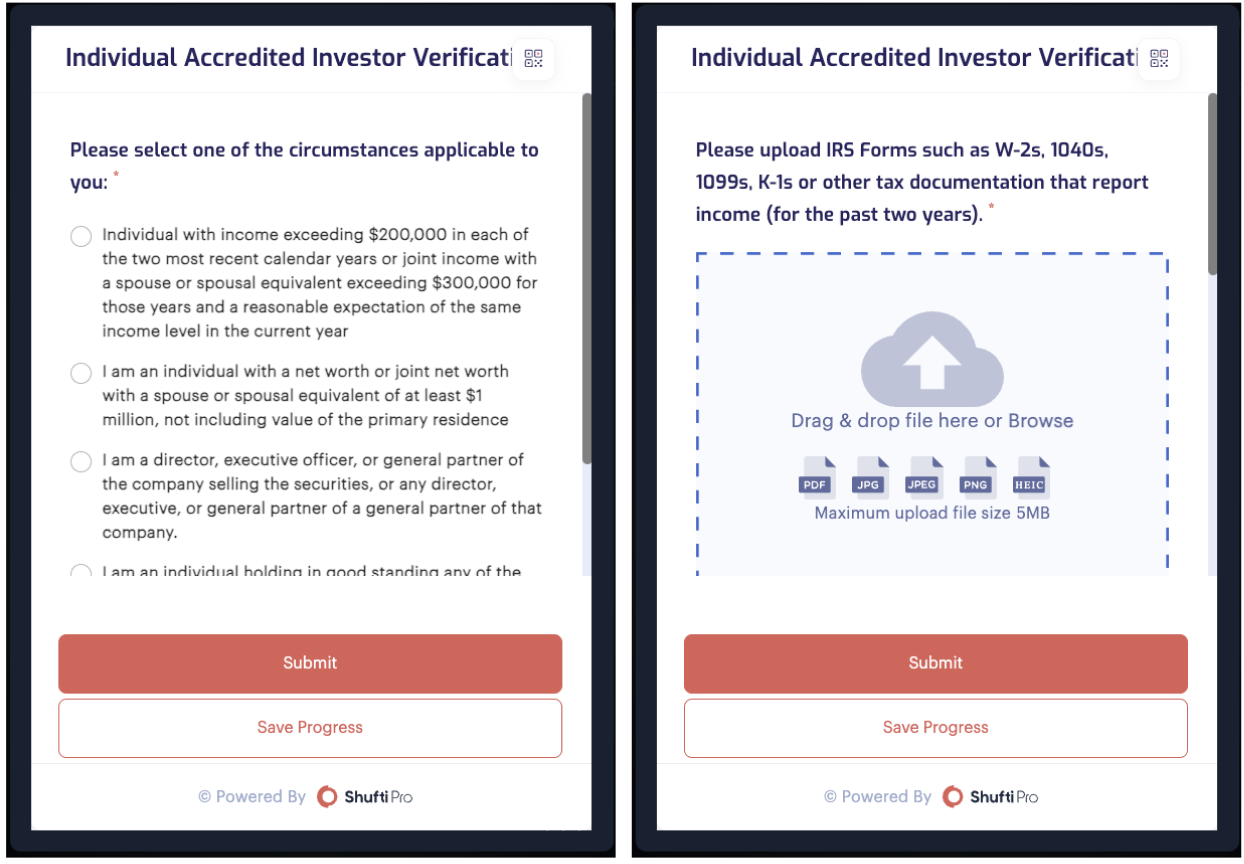 Individual Accredited Investor Verificati
Please select one of the circumstances applicable to
you: *
Individual with income exceeding $200,000 in each of
the two most recent calendar years or joint income with
a spouse or spousal equivalent exceeding $300,000 for
those years and a reasonable expectation of the same
income level in the current year
I am an individual with a net worth or joint net worth
with a spouse or spousal equivalent of at least $1
million, not including value of the primary residence
I am a director, executive officer, or general partner of
the company selling the securities, or any director,
executive, or general partner of a general partner of that
company.
I am an individual holding in good standing any of the
Submit
Save Progress
© Powered By ShuftiPro
Individual Accredited Investor Verificati
Please upload IRS Forms such as W-2s, 1040s,
1099s, K-1s or other tax documentation that report
income (for the past two years). *
Drag & drop file here or Browse
PDF JPG JPEG PNG HEIC
Maximum upload file size 5MB
Submit
Save Progress
© Powered By ShuftiPro